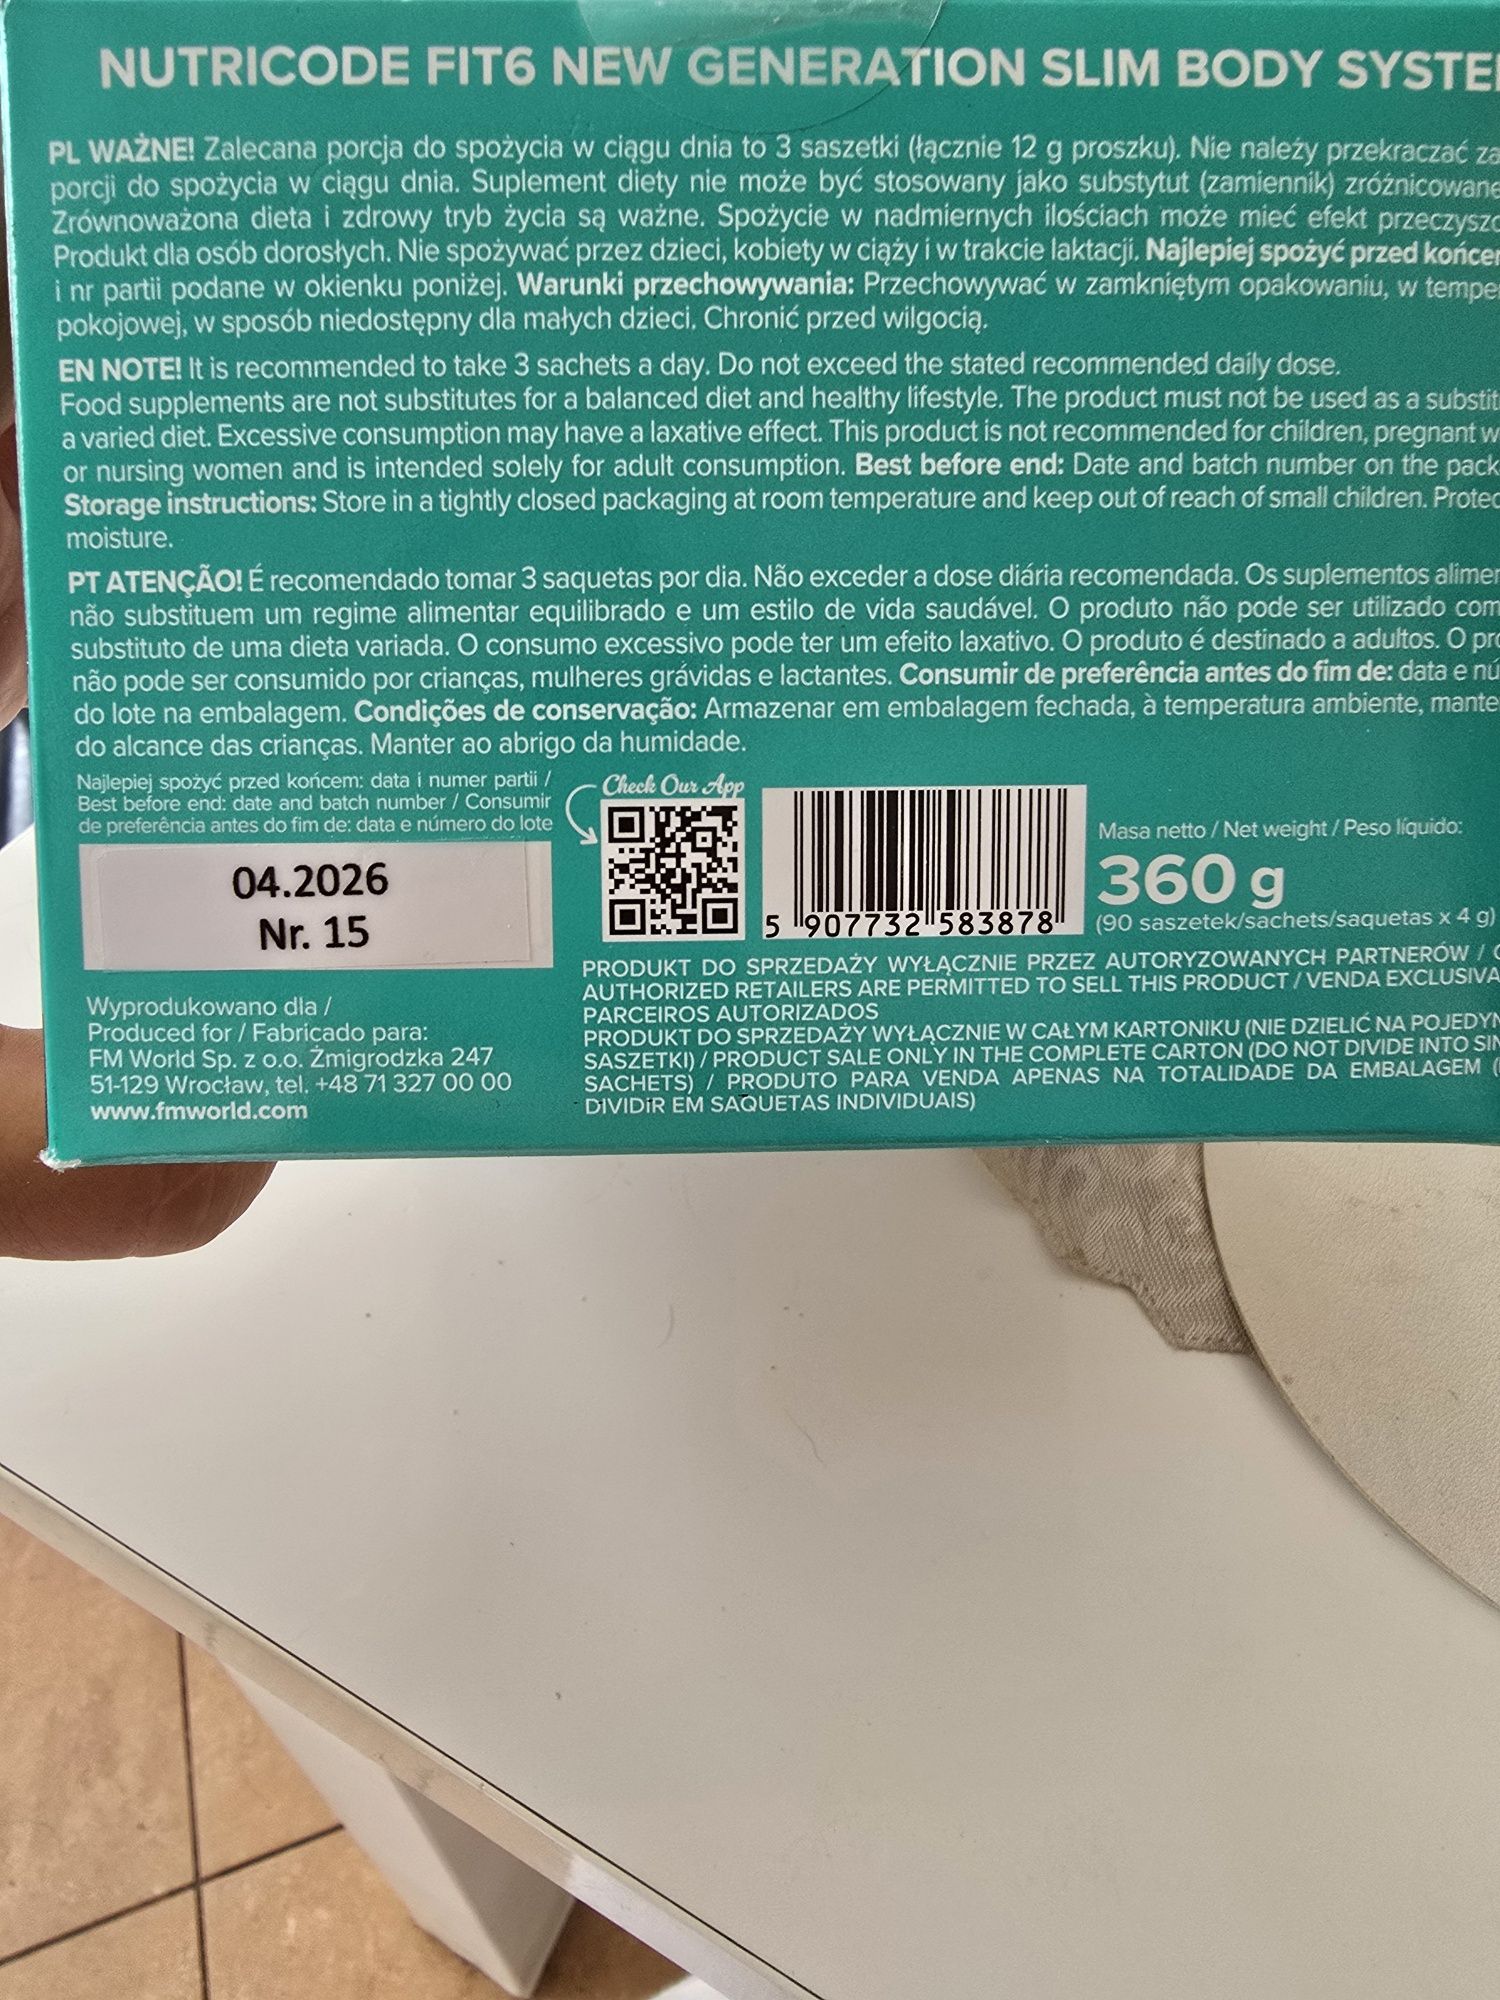 NUTRICODE FIT6 NEW GENERATION SLIM BODY
PL WAŻNE! Zalecana porcja do spożycia w ciągu dnia to 3 saszetki (łącznie 12 g proszku). Nie należy przekraczać
porcji do spożycia w ciągu dnia. Suplement diety nie może być stosowany jako substytut (zamiennik)
Zrównoważona dieta i zdrowy tryb życia są ważne. Spożycie w nadmiernych ilościach może mieć efekt
Produkt dla osób dorosłych. Nie spożywać przez dzieci, kobiety w ciąży i w trakcie laktacji. Najlepiej spożyć przed
i nr partii podane w okienku poniżej. Warunki przechowywania: Przechowywać w zamkniętym opakowaniu, w
pokojowej, w sposób niedostępny dla małych dzieci. Chronić przed wilgocią.
EN NOTE! It is recommended to take 3 sachets a day. Do not exceed the stated recommended daily dose.
Food supplements are not substitutes for a balanced diet and healthy lifestyle. The product must not be used as a
a varied diet. Excessive consumption may have a laxative effect. This product is not recommended for children, pregnant
or nursing women and is intended solely for adult consumption. Best before end: Date and batch number on the
Storage instructions: Store in a tightly closed packaging at room temperature and keep out of reach of small children.
moisture.
PT ATENÇÃO! É recomendado tomar 3 saquetas por dia. Não exceder a dose diária recomendada. Os suplementos
não substituem um regime alimentar equilibrado e um estilo de vida saudável. O produto não pode ser utilizado
substituto de uma dieta variada. O consumo excessivo pode ter um efeito laxativo. O produto é destinado a adultos. O
não pode ser consumido por crianças, mulheres grávidas e lactantes. Consumir de preferência antes do fim de: data e
do lote na embalagem. Condições de conservação: Armazenar em embalagem fechada, à temperatura ambiente,
do alcance das crianças. Manter ao abrigo da humidade.
Najlepiej spożyć przed końcem: data i numer partii /
Best before end: date and batch number / Consumir
de preferência antes do fim de: data e número do lote
04.2026
Nr. 15
Wyprodukowano dla /
Produced for / Fabricado para:
FM World Sp. z o.o. Żmigrodzka 247
51-129 Wrocław, tel. +48 71 327 00 00
www.fmworld.com
Check Our App
5 907732 583878
Masa netto / Net weight / Peso líquido:
360 g
(90 saszetek/sachets/saquetas x 4 g)
PRODUKT DO SPRZEDAŻY WYŁĄCZNIE PRZEZ AUTORYZOWANYCH PARTNERÓW /
AUTHORIZED RETAILERS ARE PERMITTED TO SELL THIS PRODUCT / VENDA
PARCEIROS AUTORIZADOS
PRODUKT DO SPRZEDAŻY WYŁĄCZNIE W CAŁYM KARTONIKU (NIE DZIELIĆ NA
SASZETKI) / PRODUCT SALE ONLY IN THE COMPLETE CARTON (DO NOT DIVIDE INTO
SACHETS) / PRODUTO PARA VENDA APENAS NA TOTALIDADE DA EMBALAGEM
DIVIDIR EM SAQUETAS INDIVIDUAIS)